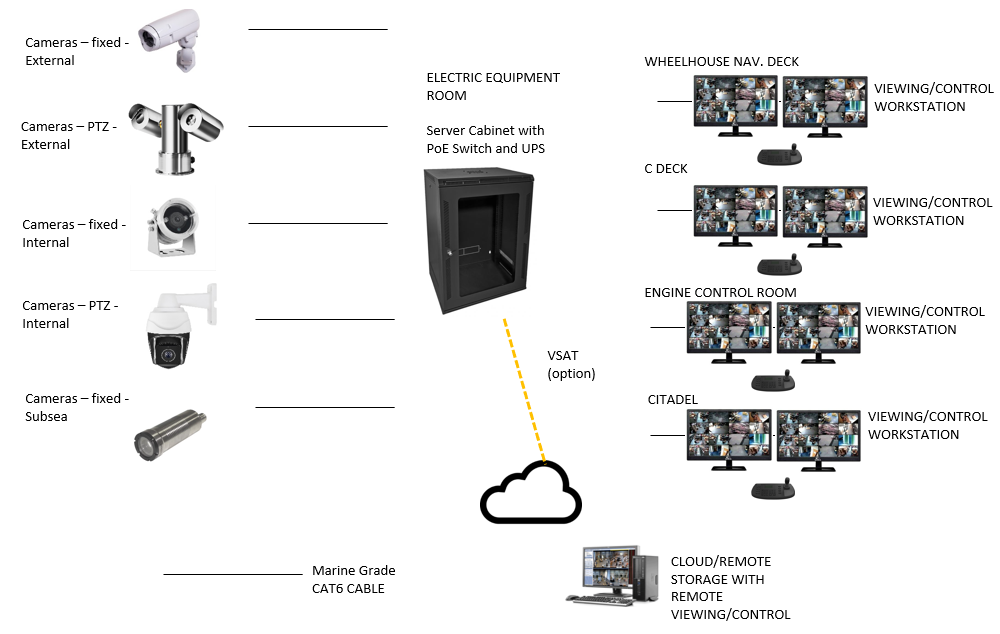 Cameras – fixed -
External
Cameras – PTZ -
External
Cameras – fixed -
Internal
Cameras – PTZ -
Internal
Cameras – fixed -
Subsea
ELECTRIC EQUIPMENT
ROOM
Server Cabinet with
PoE Switch and UPS
VSAT
(option)
WHEELHOUSE NAV. DECK
VIEWING/CONTROL
WORKSTATION
C DECK
VIEWING/CONTROL
WORKSTATION
ENGINE CONTROL ROOM
VIEWING/CONTROL
WORKSTATION
CITADEL
VIEWING/CONTROL
WORKSTATION
Marine Grade
CAT6 CABLE
CLOUD/REMOTE
STORAGE WITH
REMOTE
VIEWING/CONTROL